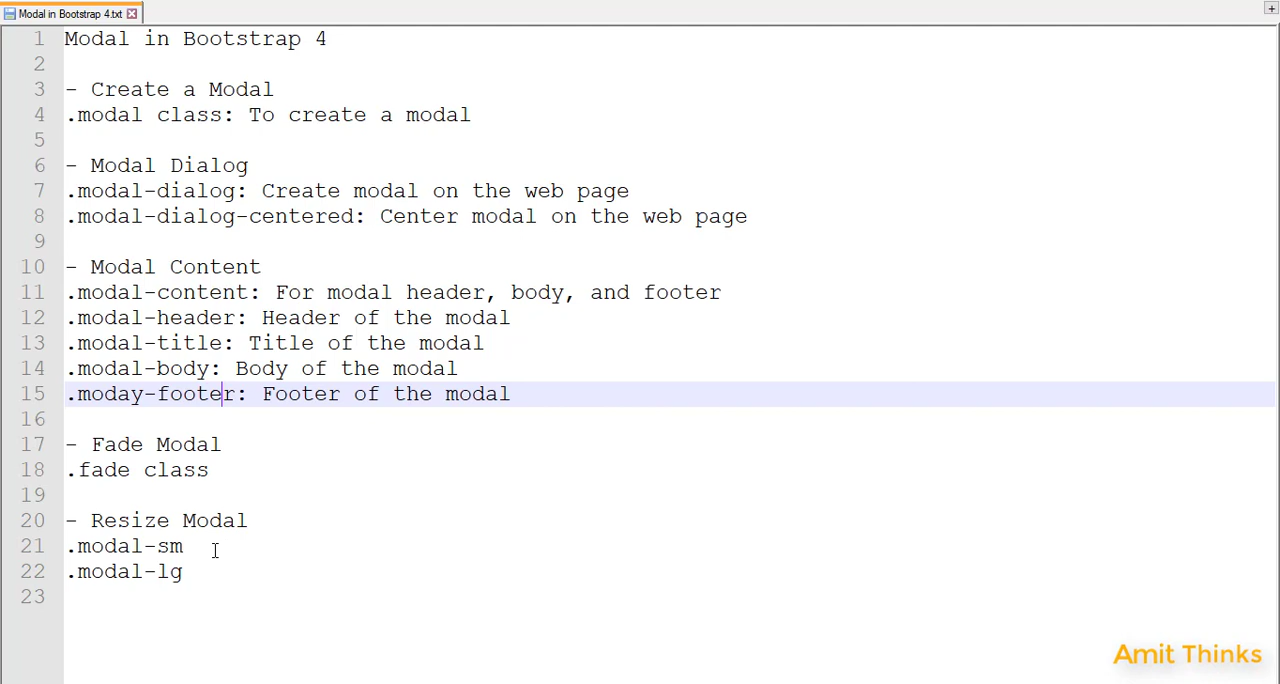 Modal in Bootstrap 4.txt
1 Modal in Bootstrap 4
2
3 - Create a Modal
4 .modal class: To create a modal
5
6 - Modal Dialog
7 .modal-dialog: Create modal on the web page
8 .modal-dialog-centered: Center modal on the web page
9
10 - Modal Content
11 .modal-content: For modal header, body, and footer
12 .modal-header: Header of the modal
13 .modal-title: Title of the modal
14 .modal-body: Body of the modal
15 .moday-footer: Footer of the modal
16
17 - Fade Modal
18 .fade class
19
20 - Resize Modal
21 .modal-sm
22 .modal-lg
23
Amit Thinks